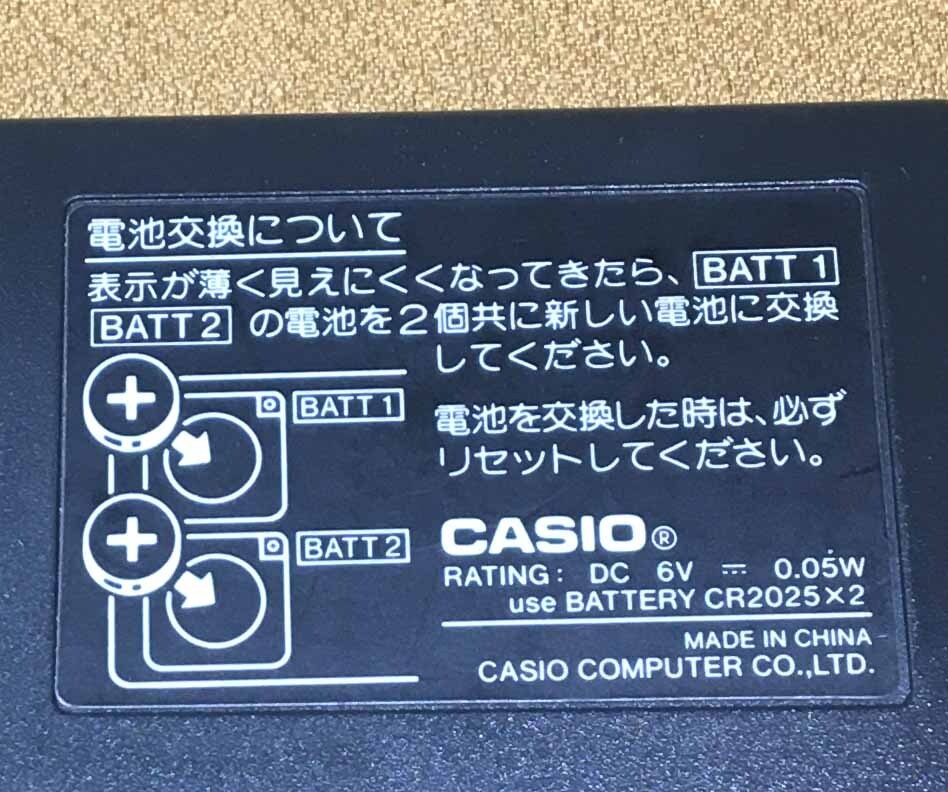 電池交換について
表示が薄く見えにくくなってきたら、BATT 1
BATT 2 の電池を2個共に新しい電池に交換
してください。
電池を交換した時は、必ず
リセットしてください。
BATT 1
BATT 2
CASIO®
RATING: DC 6V ⎓ 0.05W
use BATTERY CR2025×2
MADE IN CHINA
CASIO COMPUTER CO.,LTD.